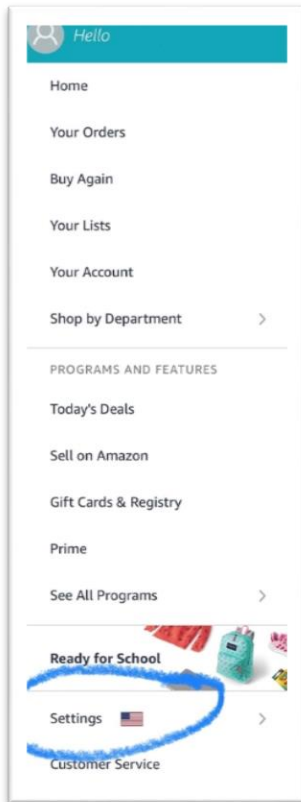 Hello
Home
Your Orders
Buy Again
Your Lists
Your Account
Shop by Department
PROGRAMS AND FEATURES
Today's Deals
Sell on Amazon
Gift Cards & Registry
Prime
See All Programs
Ready for School
Settings
Customer Service